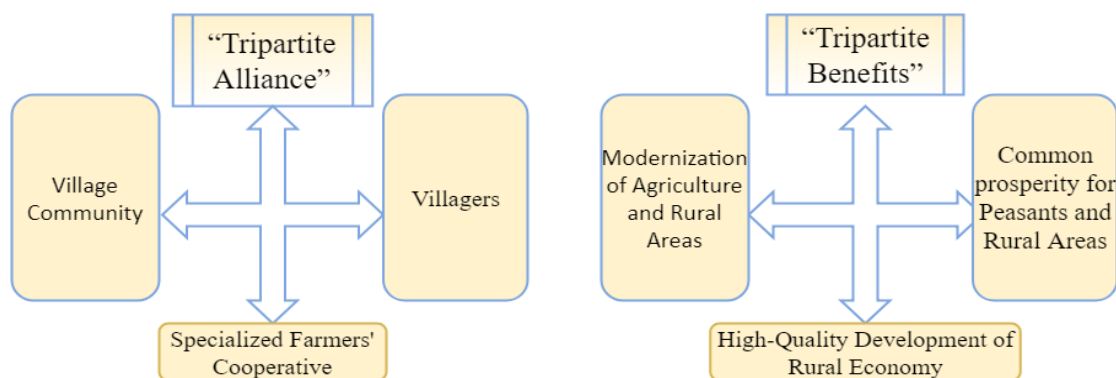 “Tripartite
Alliance”
Village
Community
Villagers
Specialized Farmers'
Cooperative
“Tripartite
Benefits”
Modernization
of Agriculture
and Rural
Areas
Common
prosperity for
Peasants and
Rural Areas
High-Quality Development of
Rural Economy